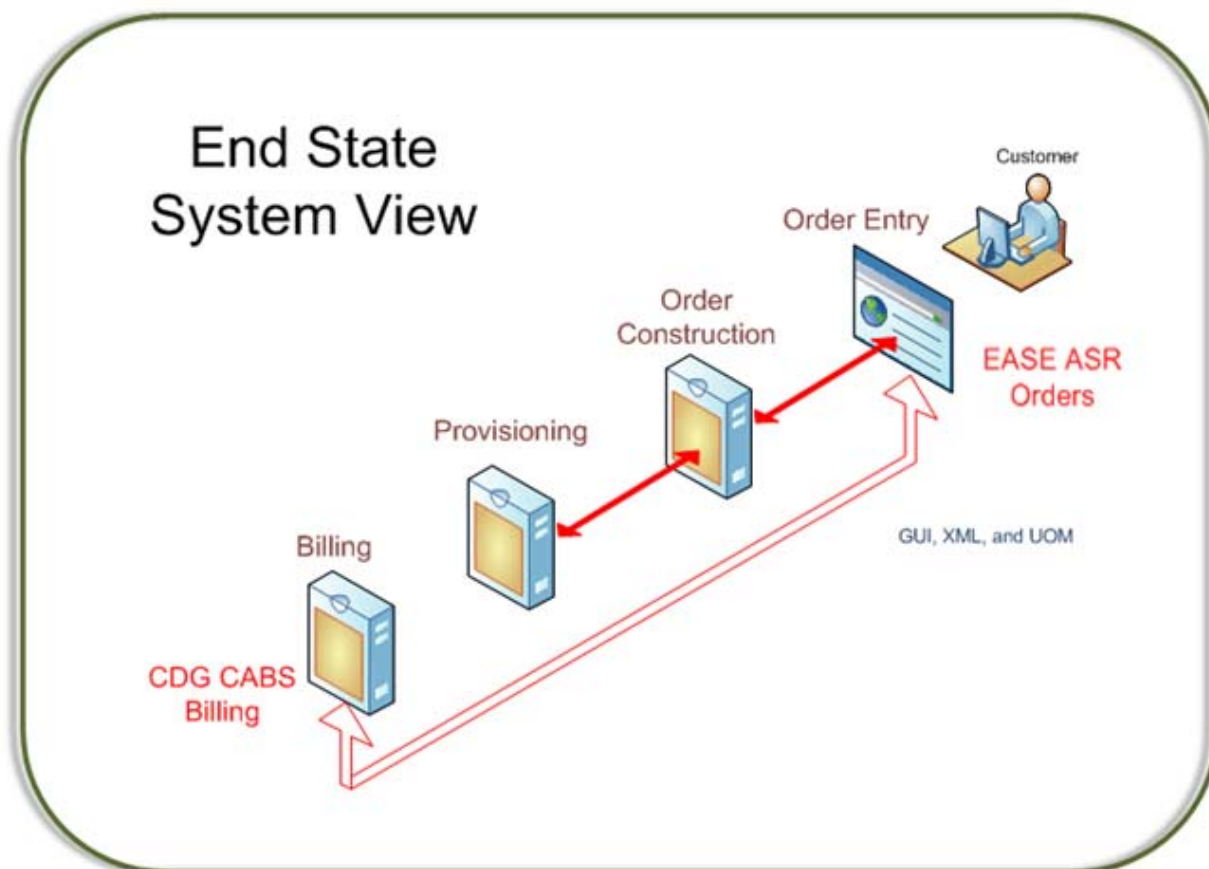 End State
System View
Customer
Order Entry
Order
Construction
EASE ASR
Orders
Provisioning
GUI, XML, and UOM
Billing
CDG CABS
Billing